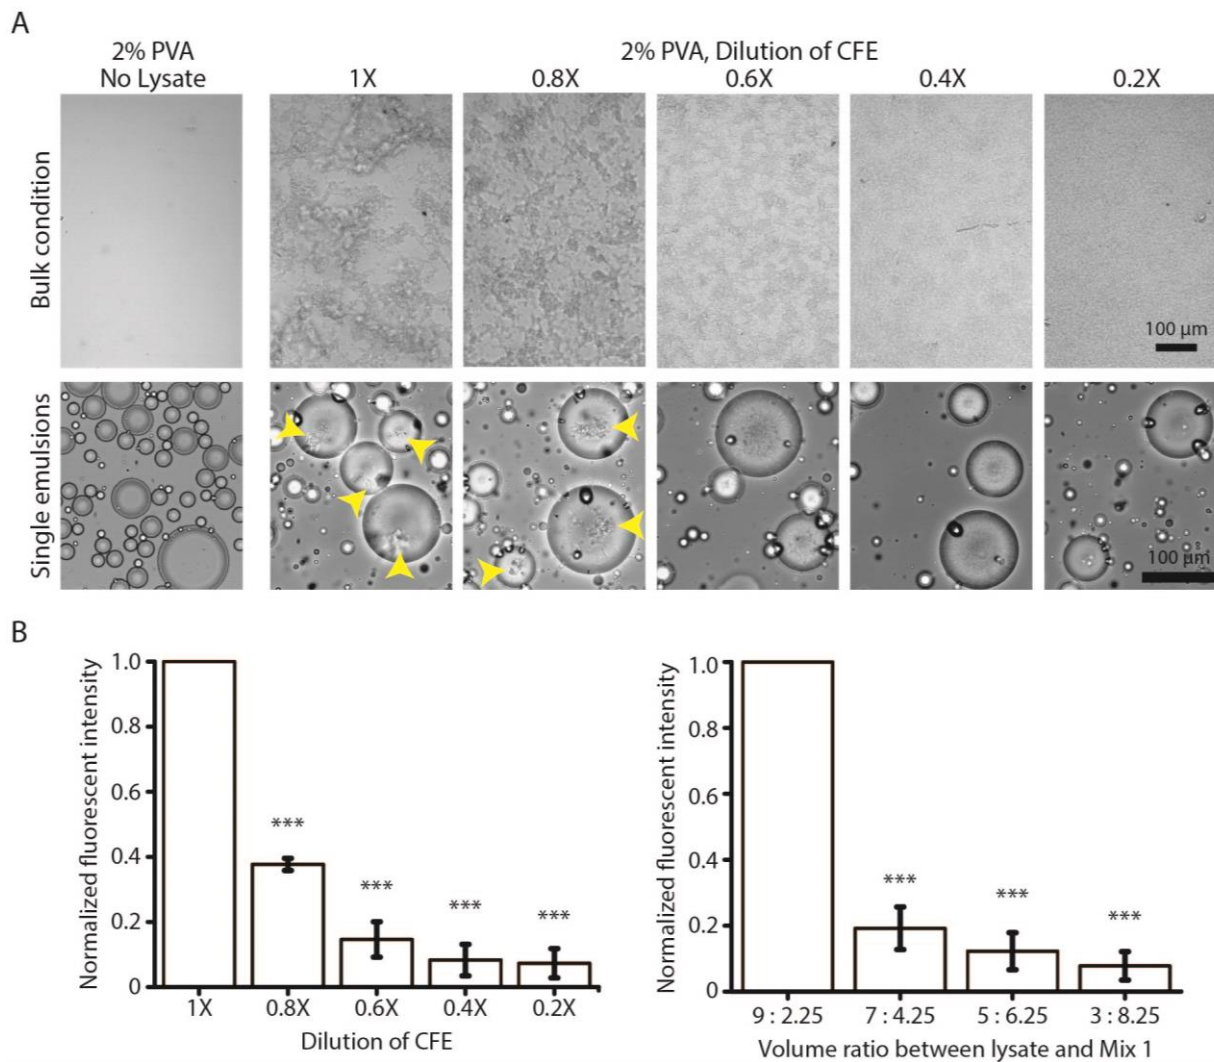 A
2% PVA
No Lysate
2% PVA, Dilution of CFE
1X 0.8X 0.6X 0.4X 0.2X
Bulk condition
100 µm
Single emulsions
100 µm
B
Normalized fluorescent intensity
1.0
0.8
0.6
0.4
0.2
0
***
***
***
***
1X 0.8X 0.6X 0.4X 0.2X
Dilution of CFE
Normalized fluorescent intensity
1.0
0.8
0.6
0.4
0.2
0
***
***
***
9 : 2.25 7 : 4.25 5 : 6.25 3 : 8.25
Volume ratio between lysate and Mix 1